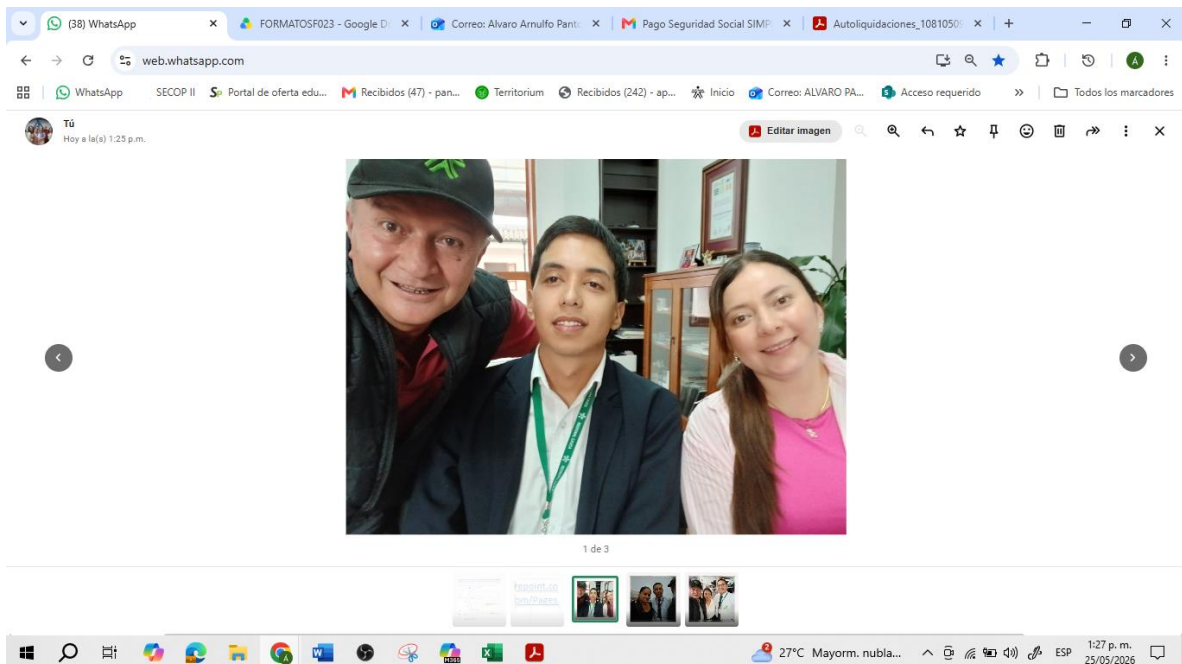 (38) WhatsApp
FORMATOSF023 - Google D
Correo: Alvaro Arnulfo Panto
Pago Seguridad Social SIMP
Autoliquidaciones_10810505
web.whatsapp.com
WhatsApp
SECOP II
Portal de oferta edu...
Recibidos (47) - pan...
Territorium
Recibidos (242) - ap...
Inicio
Correo: ALVARO PA...
Acceso requerido
Todos los marcadores
Tú
Hoy a la(s) 1:25 p.m.
Editar imagen
1 de 3
27°C Mayorm. nubla...
ESP
1:27 p. m.
25/05/2026